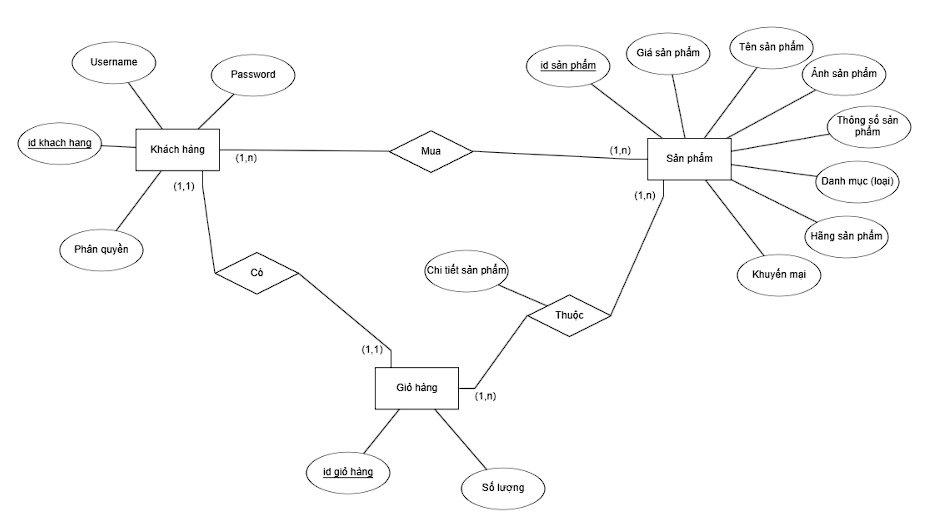 Username
Password
id khach hang
Khách hàng
Phân quyền
(1,n)
(1,1)
Mua
id sản phẩm
Giá sản phẩm
Tên sản phẩm
Ảnh sản phẩm
Thông số sản
phẩm
Danh mục (loại)
Hãng sản phẩm
Khuyến mại
(1,n)
Sản phẩm
(1,n)
Có
Chi tiết sản phẩm
Thuộc
(1,1)
Giỏ hàng
(1,n)
id giỏ hàng
Số lượng